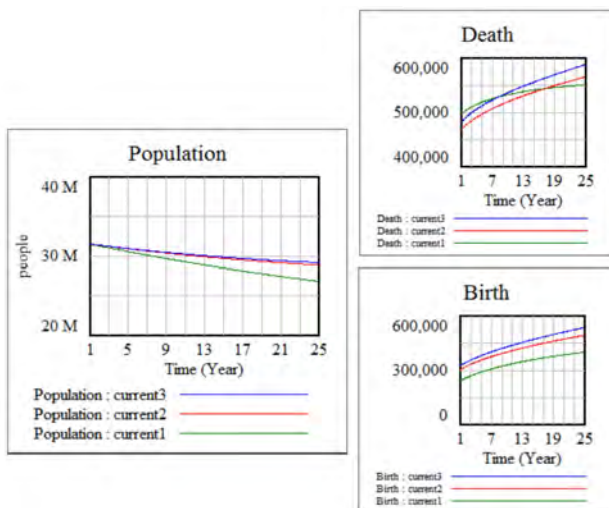 Population
40 M
30 M
20 M
people
1 5 9 13 17 21 25
Time (Year)
Population : current3
Population : current2
Population : current1
Death
600,000
500,000
400,000
1 7 13 19 25
Time (Year)
Death : current3
Death : current2
Death : current1
Birth
600,000
300,000
0
1 7 13 19 25
Time (Year)
Birth : current3
Birth : current2
Birth : current1